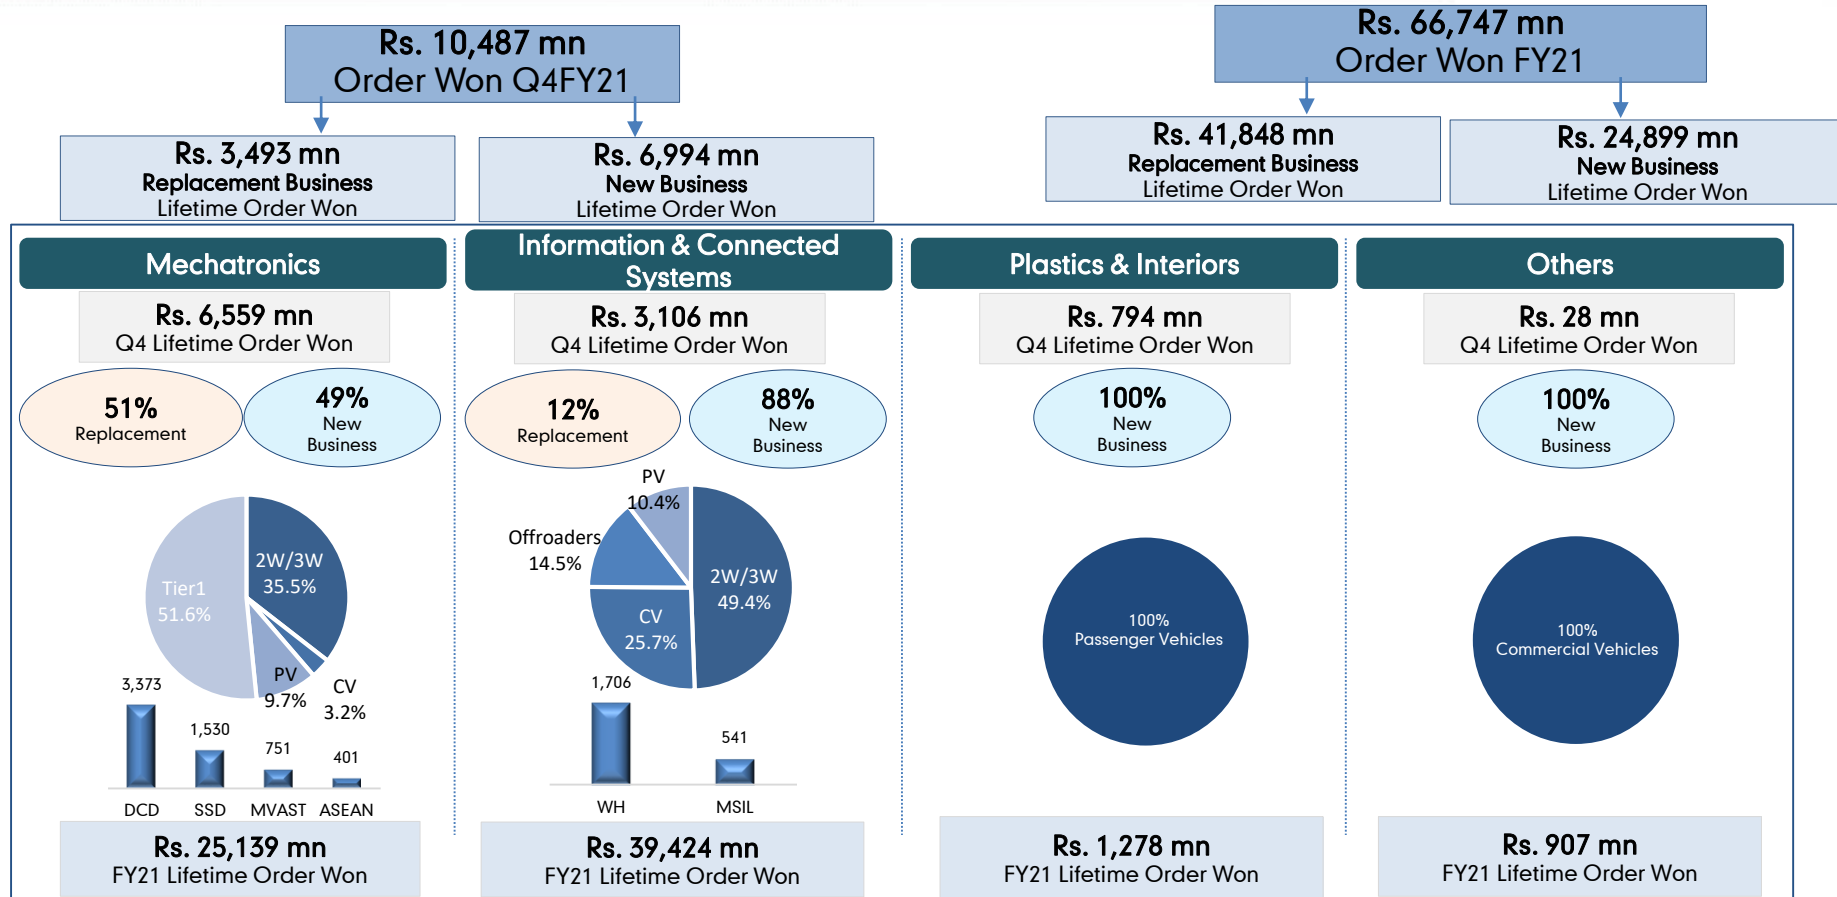 Rs. 10,487 mn
Order Won Q4FY21
Rs. 66,747 mn
Order Won FY21
Rs. 3,493 mn
Replacement Business
Lifetime Order Won
Rs. 6,994 mn
New Business
Lifetime Order Won
Rs. 41,848 mn
Replacement Business
Lifetime Order Won
Rs. 24,899 mn
New Business
Lifetime Order Won
Mechatronics
Rs. 6,559 mn
Q4 Lifetime Order Won
51%
Replacement
49%
New
Business
2W/3W
35.5%
Tier1
51.6%
PV
9.7%
CV
3.2%
3,373
1,530
751
401
DCD SSD MVAST ASEAN
Rs. 25,139 mn
FY21 Lifetime Order Won
Information & Connected
Systems
Rs. 3,106 mn
Q4 Lifetime Order Won
12%
Replacement
88%
New
Business
PV
10.4%
Offroaders
14.5%
2W/3W
49.4%
CV
25.7%
1,706
541
WH MSIL
Rs. 39,424 mn
FY21 Lifetime Order Won
Plastics & Interiors
Rs. 794 mn
Q4 Lifetime Order Won
100%
New
Business
100%
Passenger Vehicles
Rs. 1,278 mn
FY21 Lifetime Order Won
Others
Rs. 28 mn
Q4 Lifetime Order Won
100%
New
Business
100%
Commercial Vehicles
Rs. 907 mn
FY21 Lifetime Order Won